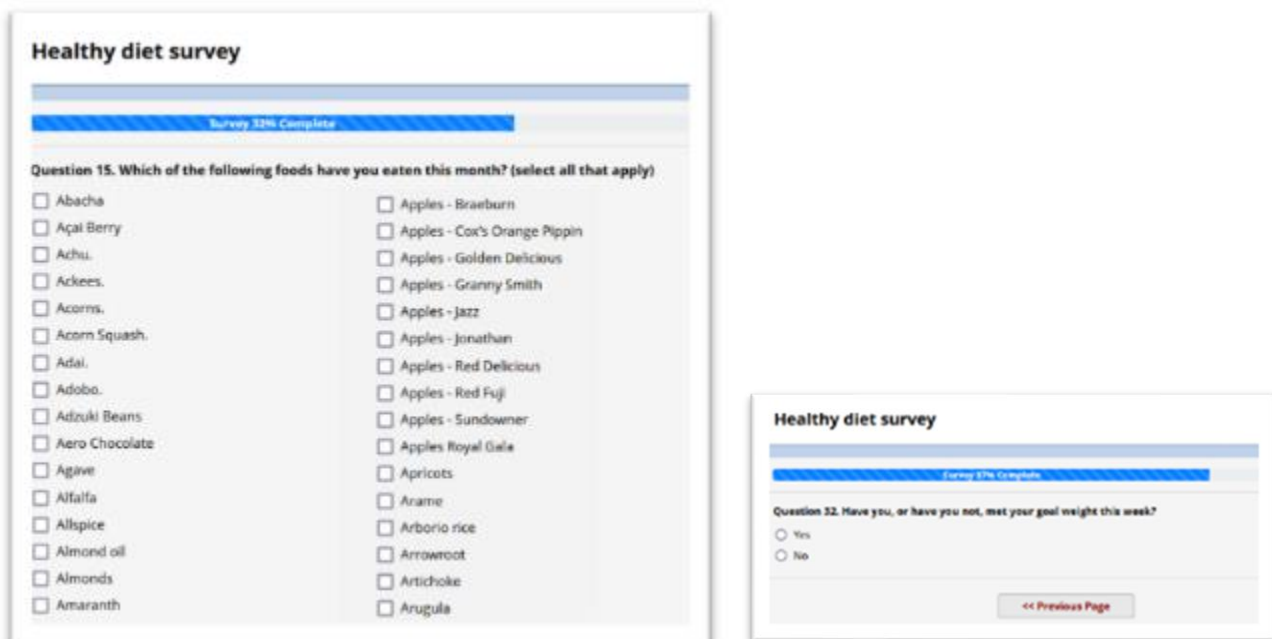 Healthy diet survey
Survey 32% Complete
Question 15. Which of the following foods have you eaten this month? (select all that apply)
Abacha
Açai Berry
Achu.
Ackees.
Acorns.
Acorn Squash.
Adai.
Adobo.
Adzuki Beans
Aero Chocolate
Agave
Alfalfa
Allspice
Almond oil
Almonds
Amaranth
Apples - Braeburn
Apples - Cox's Orange Pippin
Apples - Golden Delicious
Apples - Granny Smith
Apples - Jazz
Apples - Jonathan
Apples - Red Delicious
Apples - Red Fuji
Apples - Sundowner
Apples Royal Gala
Apricots
Arame
Arborio rice
Arrowroot
Artichoke
Arugula
Healthy diet survey
Survey Complete
Question 32. Have you, or have you not, met your goal weight this week?
Yes
No
<< Previous Page